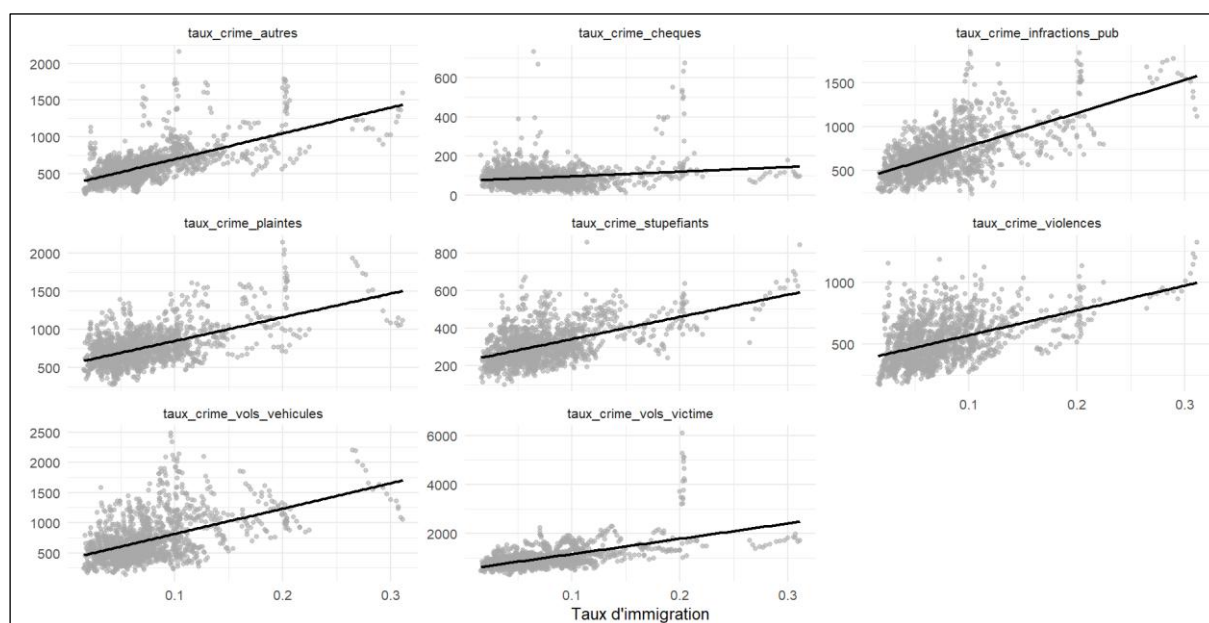 taux_crime_autres
2000
1500
1000
500
taux_crime_cheques
600
400
200
0
taux_crime_infractions_pub
1500
1000
500
taux_crime_plaintes
2000
1500
1000
500
taux_crime_stupefiants
800
600
400
200
taux_crime_violences
1000
500
0.1 0.2 0.3
taux_crime_vols_vehicules
2500
2000
1500
1000
500
0.1 0.2 0.3
taux_crime_vols_victime
6000
4000
2000
0.1 0.2 0.3
Taux d'immigration